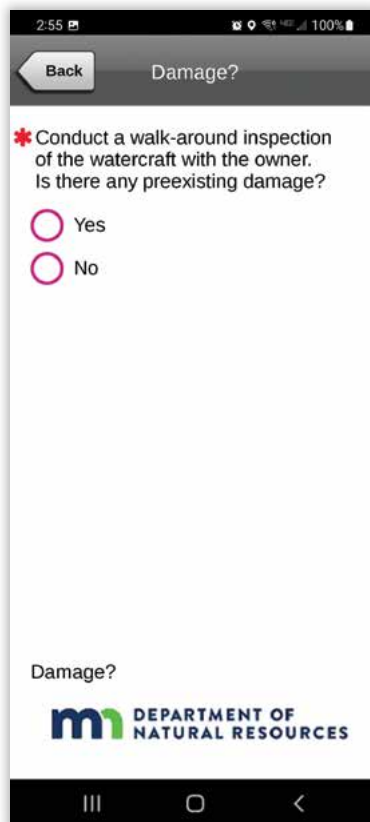 2:55 100%
Back Damage?
* Conduct a walk-around inspection
of the watercraft with the owner.
Is there any preexisting damage?
Yes
No
Damage?
mn DEPARTMENT OF
NATURAL RESOURCES